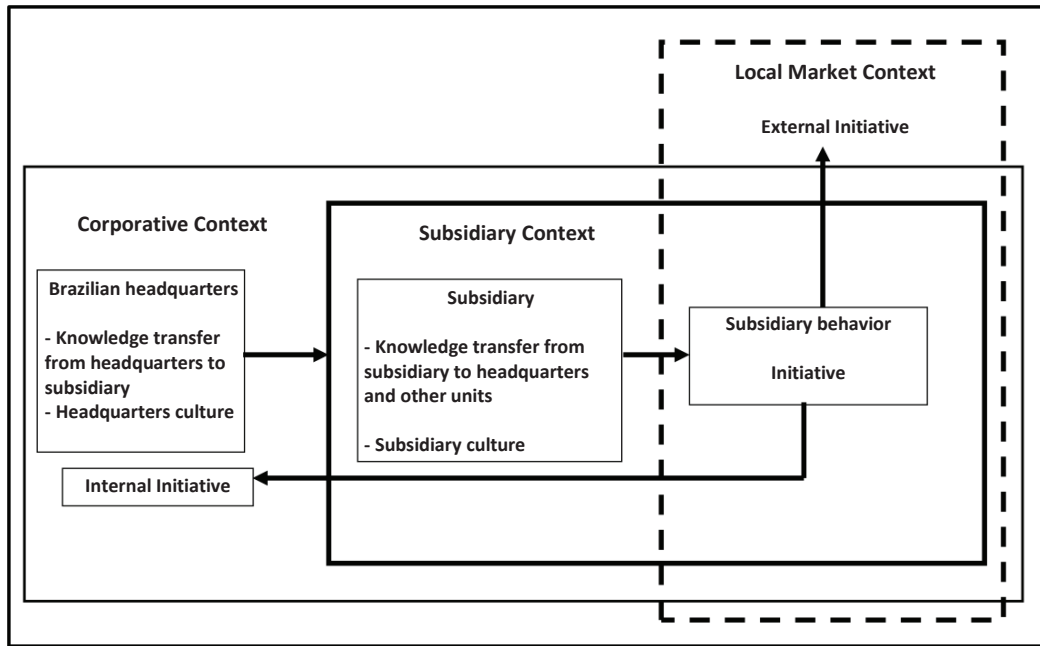 Local Market Context
External Initiative
Corporative Context
Subsidiary Context
Brazilian headquarters
- Knowledge transfer
from headquarters to
subsidiary
- Headquarters culture
Subsidiary
- Knowledge transfer from
subsidiary to headquarters
and other units
- Subsidiary culture
Subsidiary behavior
Initiative
Internal Initiative